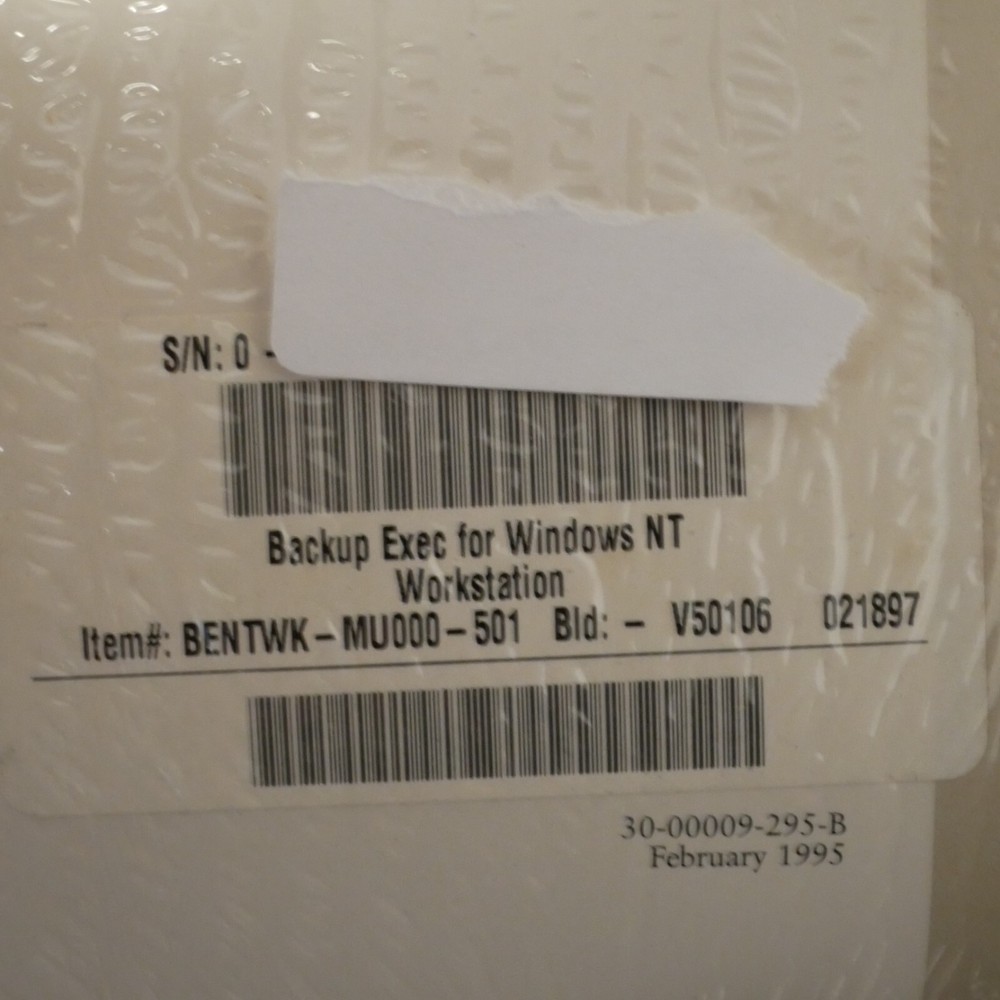 S/N: 0 -
Backup Exec for Windows NT
Workstation
Item#: BENTWK-MU000-501 Bld: - V50106 021897
30-00009-295-B
February 1995